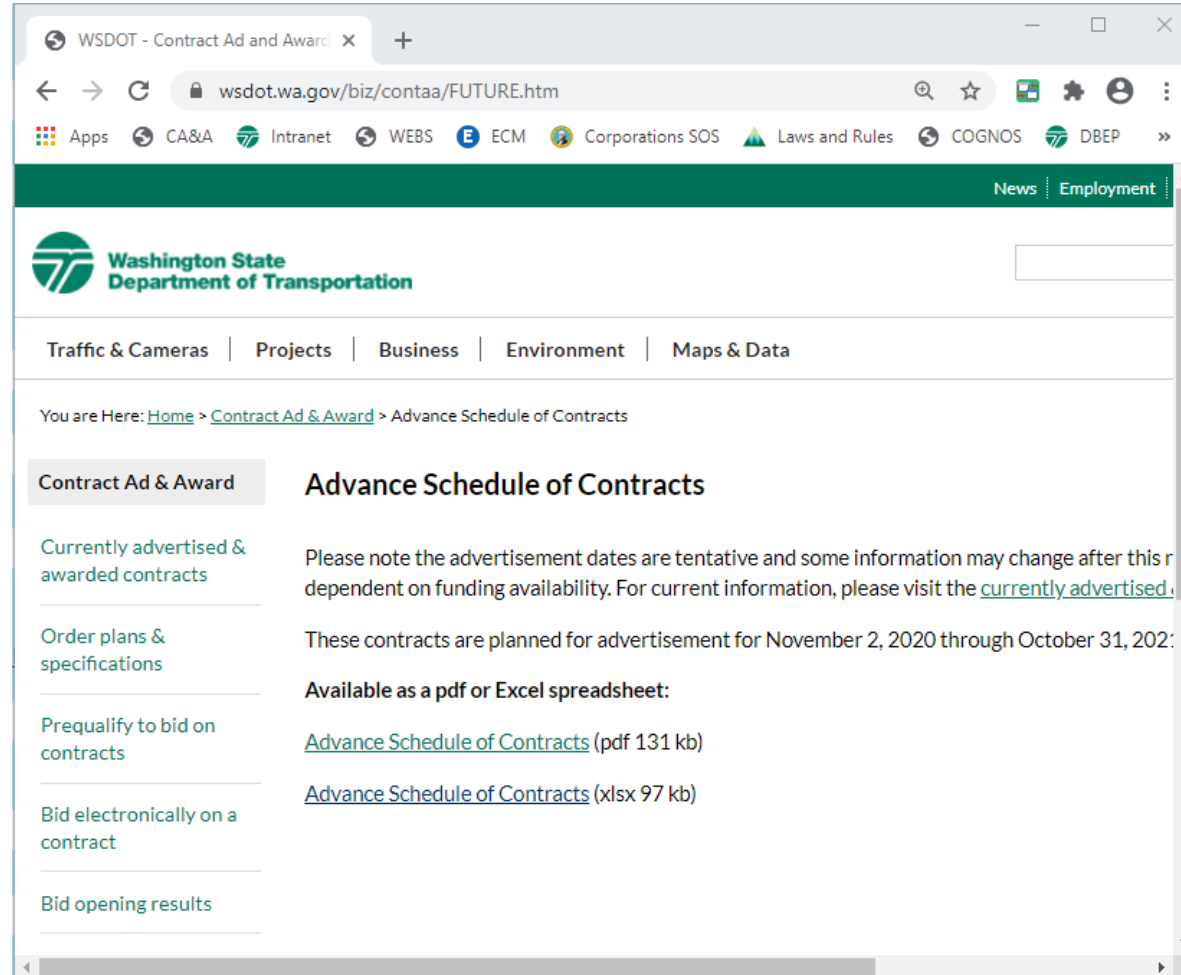 WSDOT - Contract Ad and Award
wsdot.wa.gov/biz/contaa/FUTURE.htm
Apps CA&A Intranet WEBS E ECM Corporations SOS Laws and Rules COGNOS DBEP »
News Employment
Washington State
Department of Transportation
Traffic & Cameras Projects Business Environment Maps & Data
You are Here: Home > Contract Ad & Award > Advance Schedule of Contracts
Contract Ad & Award
Currently advertised &
awarded contracts
Order plans &
specifications
Prequalify to bid on
contracts
Bid electronically on a
contract
Bid opening results
Advance Schedule of Contracts
Please note the advertisement dates are tentative and some information may change after this
dependent on funding availability. For current information, please visit the currently advertised
These contracts are planned for advertisement for November 2, 2020 through October 31,
Available as a pdf or Excel spreadsheet:
Advance Schedule of Contracts (pdf 131 kb)
Advance Schedule of Contracts (xlsx 97 kb)